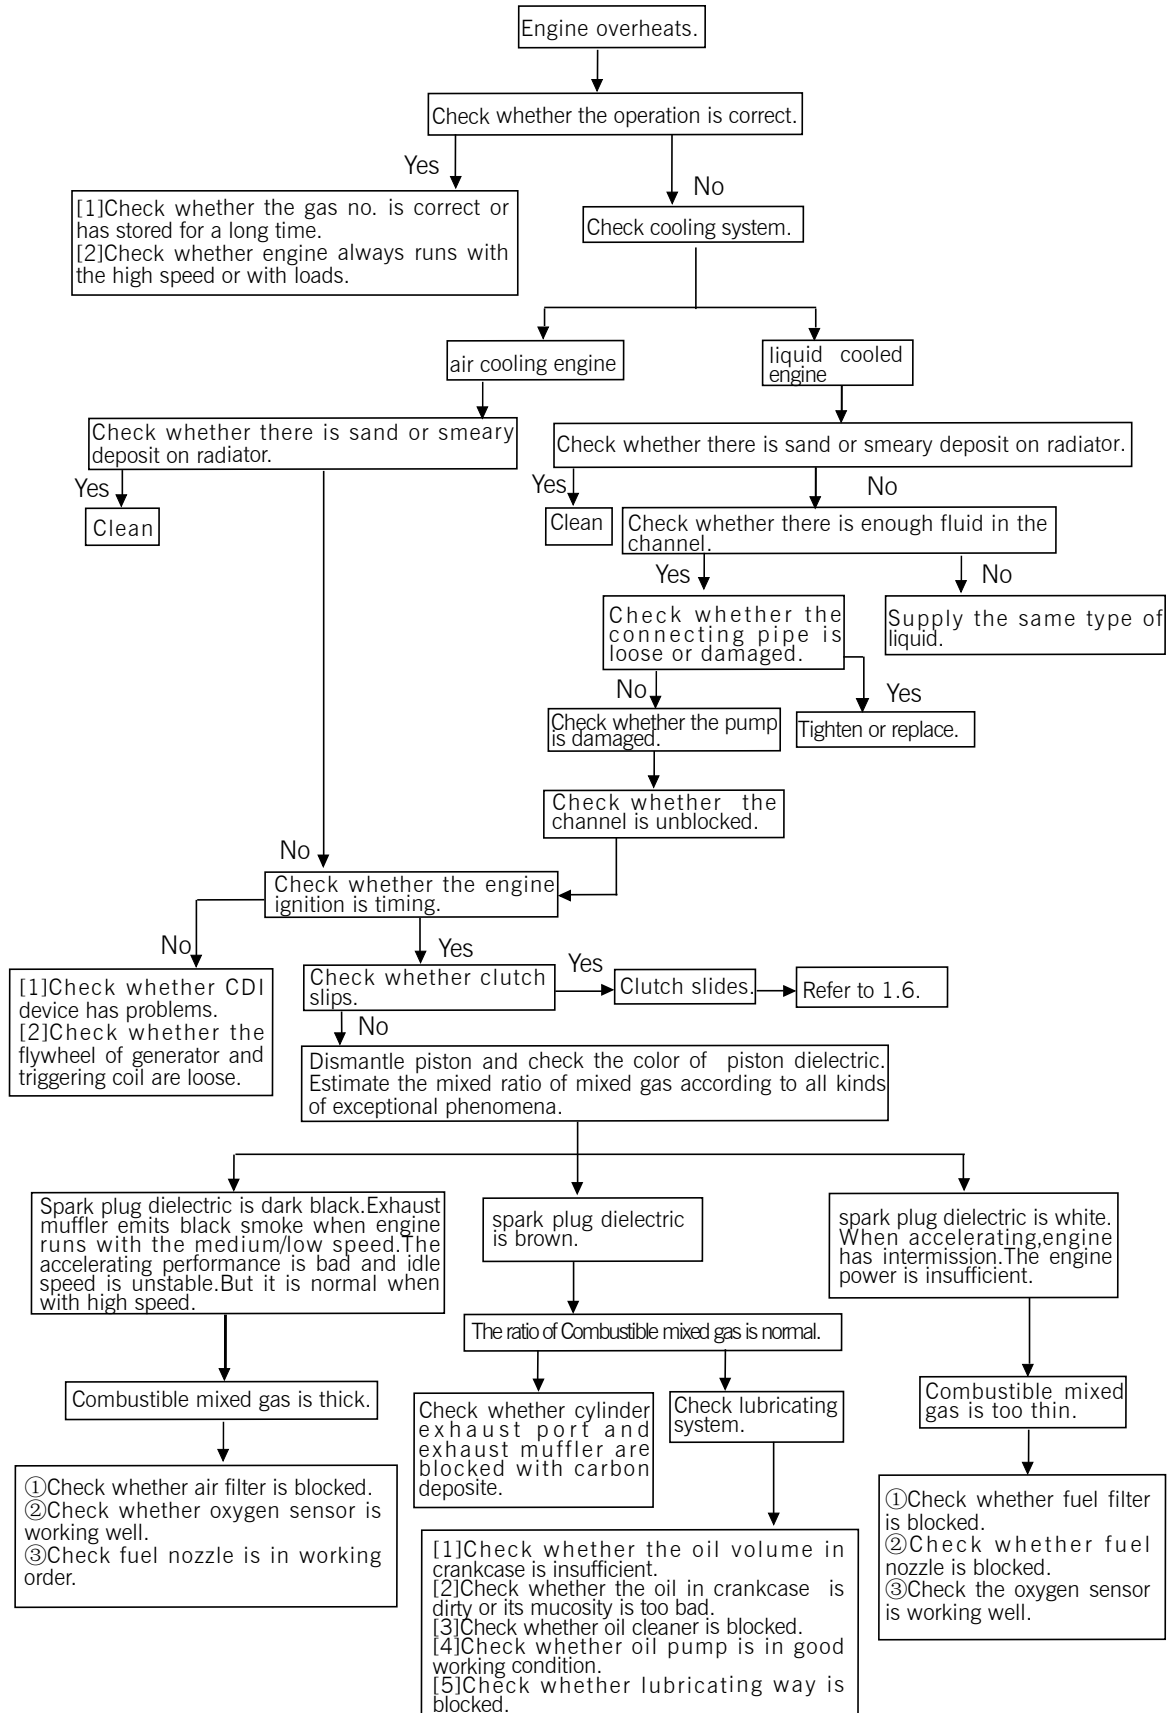 Engine overheats.
Check whether the operation is correct.
Yes
No
[1]Check whether the gas no. is correct or
has stored for a long time.
[2]Check whether engine always runs with
the high speed or with loads.
Check cooling system.
air cooling engine
liquid cooled
engine
Check whether there is sand or smeary
deposit on radiator.
Check whether there is sand or smeary deposit on radiator.
Yes
Clean
Yes
Clean
No
Check whether there is enough fluid in the
channel.
Yes
No
Check whether the
connecting pipe is
loose or damaged.
Supply the same type of
liquid.
No
Yes
Check whether the pump
is damaged.
Tighten or replace.
Check whether the
channel is unblocked.
No
Check whether the engine
ignition is timing.
No
Yes
[1]Check whether CDI
device has problems.
[2]Check whether the
flywheel of generator and
triggering coil are loose.
Check whether clutch
slips.
Yes
Clutch slides.
Refer to 1.6.
No
Dismantle piston and check the color of piston dielectric.
Estimate the mixed ratio of mixed gas according to all kinds
of exceptional phenomena.
Spark plug dielectric is dark black.Exhaust
muffler emits black smoke when engine
runs with the medium/low speed.The
accelerating performance is bad and idle
speed is unstable.But it is normal when
with high speed.
spark plug dielectric
is brown.
spark plug dielectric is white.
When accelerating,engine
has intermission.The engine
power is insufficient.
The ratio of Combustible mixed gas is normal.
Combustible mixed gas is thick.
Check whether cylinder
exhaust port and
exhaust muffler are
blocked with carbon
deposite.
Check lubricating
system.
Combustible mixed
gas is too thin.
①Check whether air filter is blocked.
②Check whether oxygen sensor is
working well.
③Check fuel nozzle is in working
order.
[1]Check whether the oil volume in
crankcase is insufficient.
[2]Check whether the oil in crankcase is
dirty or its mucosity is too bad.
[3]Check whether oil cleaner is blocked.
[4]Check whether oil pump is in good
working condition.
[5]Check whether lubricating way is
blocked.
①Check whether fuel filter
is blocked.
②Check whether fuel
nozzle is blocked.
③Check the oxygen sensor
is working well.